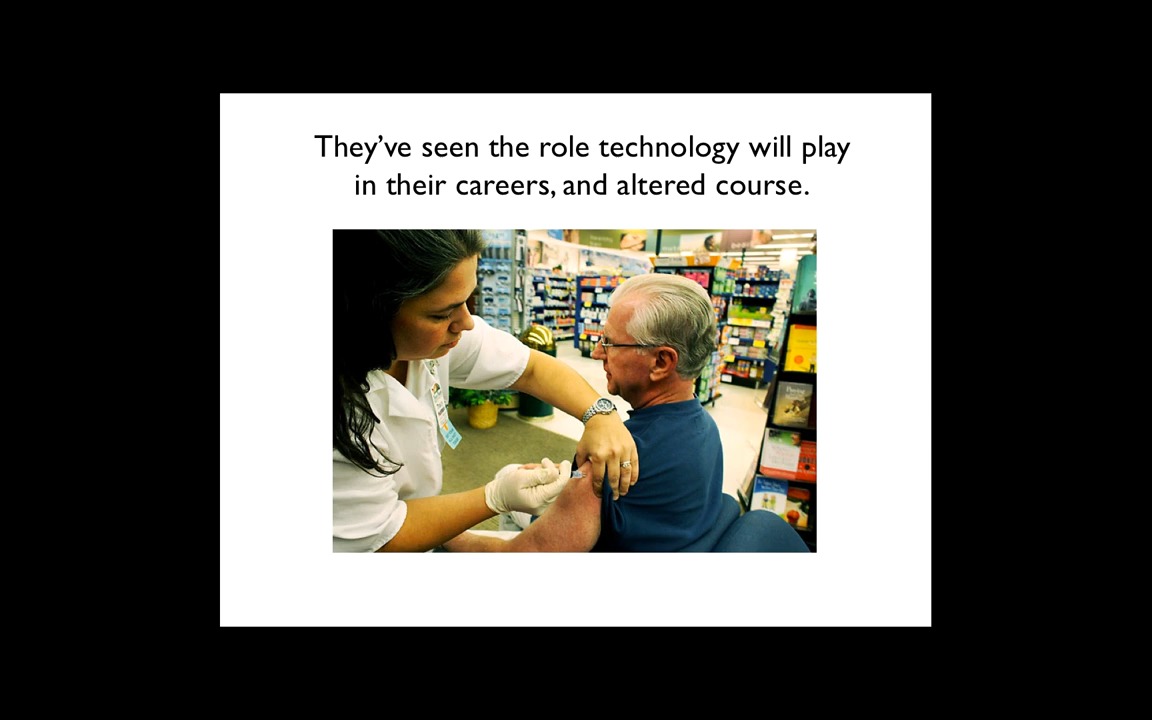 They've seen the role technology will play
in their careers, and altered course.